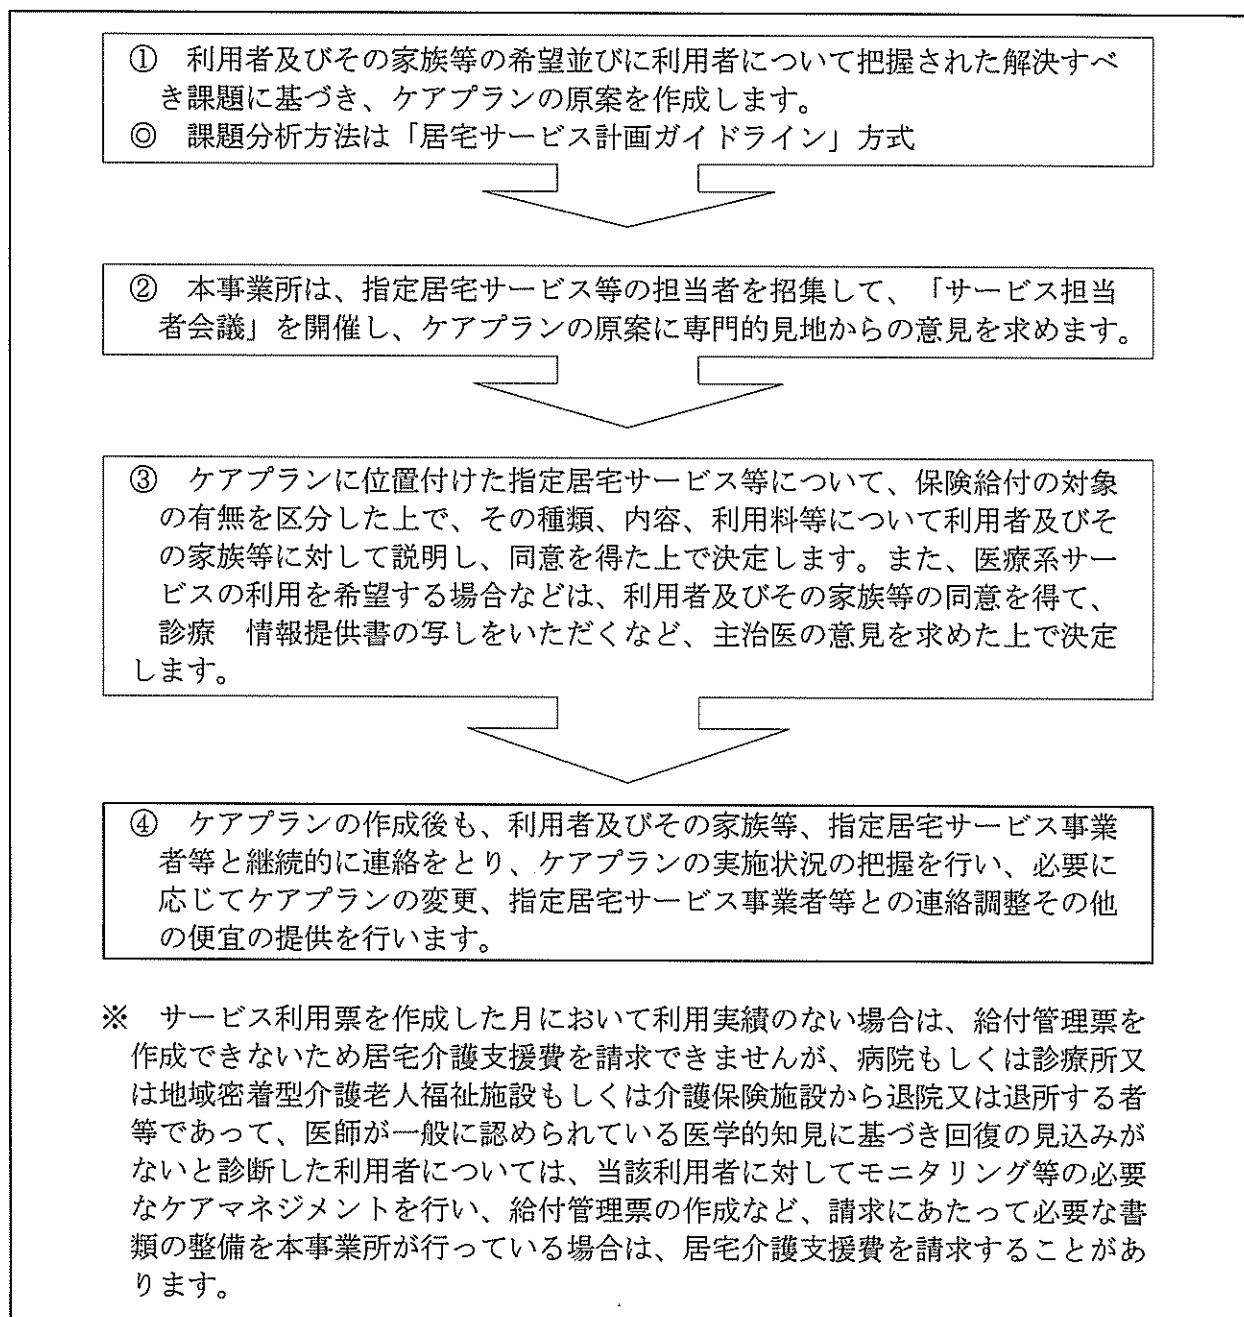 ① 利用者及びその家族等の希望並びに利用者について把握された解決すべ
き課題に基づき、ケアプランの原案を作成します。
◎ 課題分析方法は「居宅サービス計画ガイドライン」方式
② 本事業所は、指定居宅サービス等の担当者を招集して、「サービス担当
者会議」を開催し、ケアプランの原案に専門的見地からの意見を求めます。
③ ケアプランに位置付けた指定居宅サービス等について、保険給付の対象
の有無を区分した上で、その種類、内容、利用料等について利用者及びそ
の家族等に対して説明し、同意を得た上で決定します。また、医療系サー
ビスの利用を希望する場合などは、利用者及びその家族等の同意を得て、
診療 情報提供書の写しをいただくなど、主治医の意見を求めた上で決定
します。
④ ケアプランの作成後も、利用者及びその家族等、指定居宅サービス事業
者等と継続的に連絡をとり、ケアプランの実施状況の把握を行い、必要に
応じてケアプランの変更、指定居宅サービス事業者等との連絡調整その他
の便宜の提供を行います。
※ サービス利用票を作成した月において利用実績のない場合は、給付管理票を
作成できないため居宅介護支援費を請求できませんが、病院もしくは診療所又
は地域密着型介護老人福祉施設もしくは介護保険施設から退院又は退所する者
等であって、医師が一般に認められている医学的知見に基づき回復の見込みが
ないと診断した利用者については、当該利用者に対してモニタリング等の必要
なケアマネジメントを行い、給付管理票の作成など、請求にあたって必要な書
類の整備を本事業所が行っている場合は、居宅介護支援費を請求することがあ
ります。